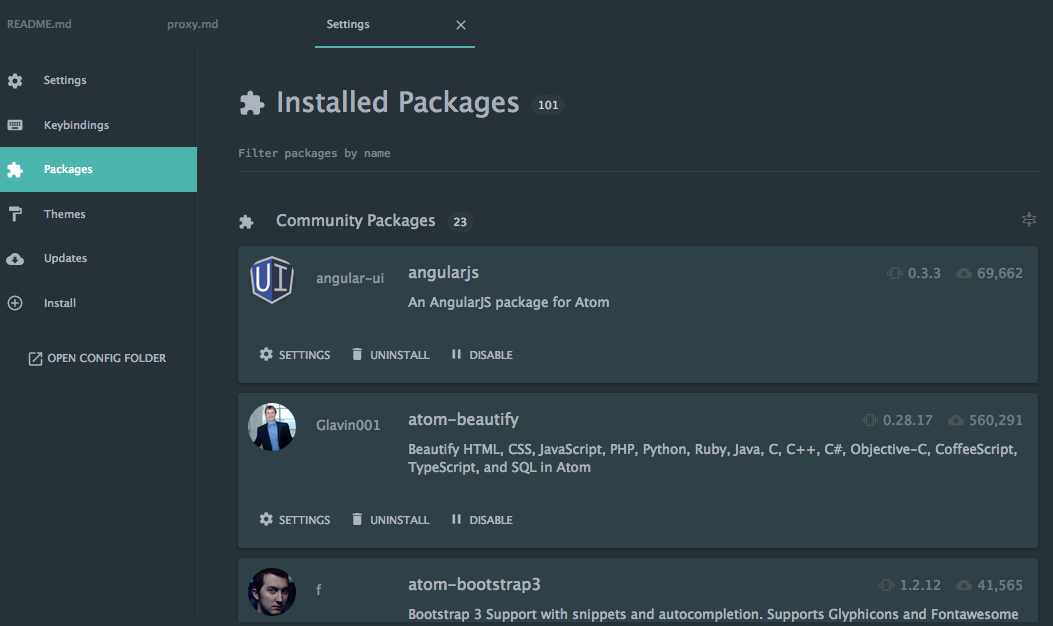 README.md
proxy.md
Settings
Settings
Keybindings
Packages
Themes
Updates
Install
OPEN CONFIG FOLDER
Installed Packages 101
Filter packages by name
Community Packages 23
UI
angular-ui
angularjs
0.3.3
69,662
An AngularJS package for Atom
SETTINGS
UNINSTALL
DISABLE
Glavin001
atom-beautify
0.28.17
560,291
Beautify HTML, CSS, JavaScript, PHP, Python, Ruby, Java, C, C++, C#, Objective-C, CoffeeScript,
TypeScript, and SQL in Atom
SETTINGS
UNINSTALL
DISABLE
f
atom-bootstrap3
1.2.12
41,565
Bootstrap 3 Support with snippets and autocompletion. Supports Glyphicons and Fontawesome